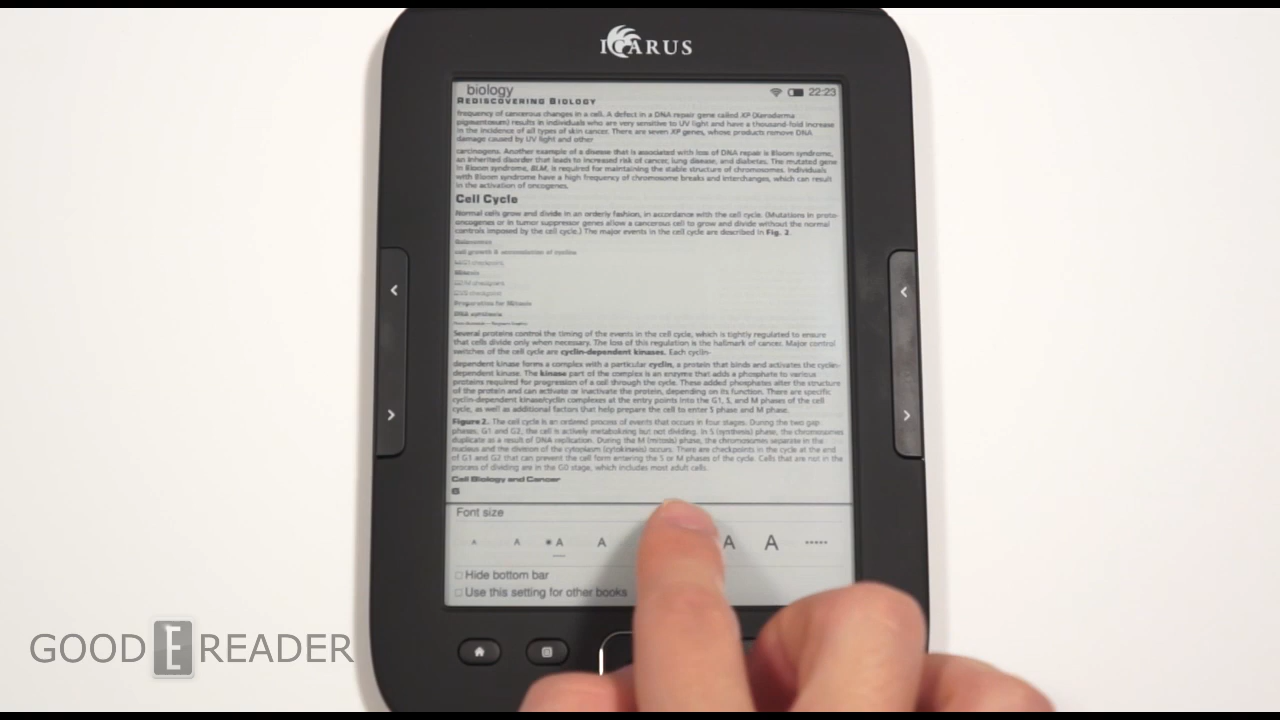 ICARUS
biology
22:23
REDISCOVERING BIOLOGY
frequency of cancerous changes in a cell. A defect in a DNA repair gene called XP (Xeroderma
pigmentosum) results in individuals who are very sensitive to UV light and have a thousand-fold increase
in the incidence of all types of skin cancer. There are seven XP genes, whose products remove DNA
damage caused by UV light and other
carcinogens. Another example of a disease that is associated with loss of DNA repair is Bloom syndrome,
an inherited disorder that leads to increased risk of cancer, lung disease, and diabetes. The mutated gene
in Bloom syndrome, BLM, is required for maintaining the stable structure of chromosomes. Individuals
with Bloom syndrome have a high frequency of chromosome breaks and interchanges, which can result
in the activation of oncogenes.
Cell Cycle
Normal cells grow and divide in an orderly fashion, in accordance with the cell cycle. (Mutations in proto-
oncogenes or in tumor suppressor genes allow a cancerous cell to grow and divide without the normal
controls imposed by the cell cycle.) The major events in the cell cycle are described in Fig. 2.
cell growth & accumulation of cyclins
checkpoint
Mitosis
G2/M checkpoint
checkpoint
Preparation for Mitosis
DNA synthesis
Several proteins control the timing of the events in the cell cycle, which is tightly regulated to ensure
that cells divide only when necessary. The loss of this regulation is the hallmark of cancer. Major control
switches of the cell cycle are cyclin-dependent kinases. Each cyclin-
dependent kinase forms a complex with a particular cyclin, a protein that binds and activates the cyclin-
dependent kinase. The kinase part of the complex is an enzyme that adds a phosphate to various
proteins required for progression of a cell through the cycle. These added phosphates alter the structure
of the protein and can activate or inactivate the protein, depending on its function. There are specific
cyclin-dependent kinase/cyclin complexes at the entry points into the G1, S, and M phases of the cell
cycle, as well as additional factors that help prepare the cell to enter S phase and M phase.
Figure 2. The cell cycle is an ordered process of events that occurs in four stages. During the two gap
phases, G1 and G2, the cell is actively metabolizing but not dividing. In S (synthesis) phase, the chromosomes
duplicate as a result of DNA replication. During the M (mitosis) phase, the chromosomes separate in the
nucleus and the division of the cytoplasm (cytokinesis) occurs. There are checkpoints in the cycle at the end
of G1 and G2 that can prevent the cell form entering the S or M phases of the cycle. Cells that are not in the
process of dividing are in the G0 stage, which includes most adult cells.
Cell Biology and Cancer
6
Font size
A A A A A A
Hide bottom bar
Use this setting for other books
GOOD E READER